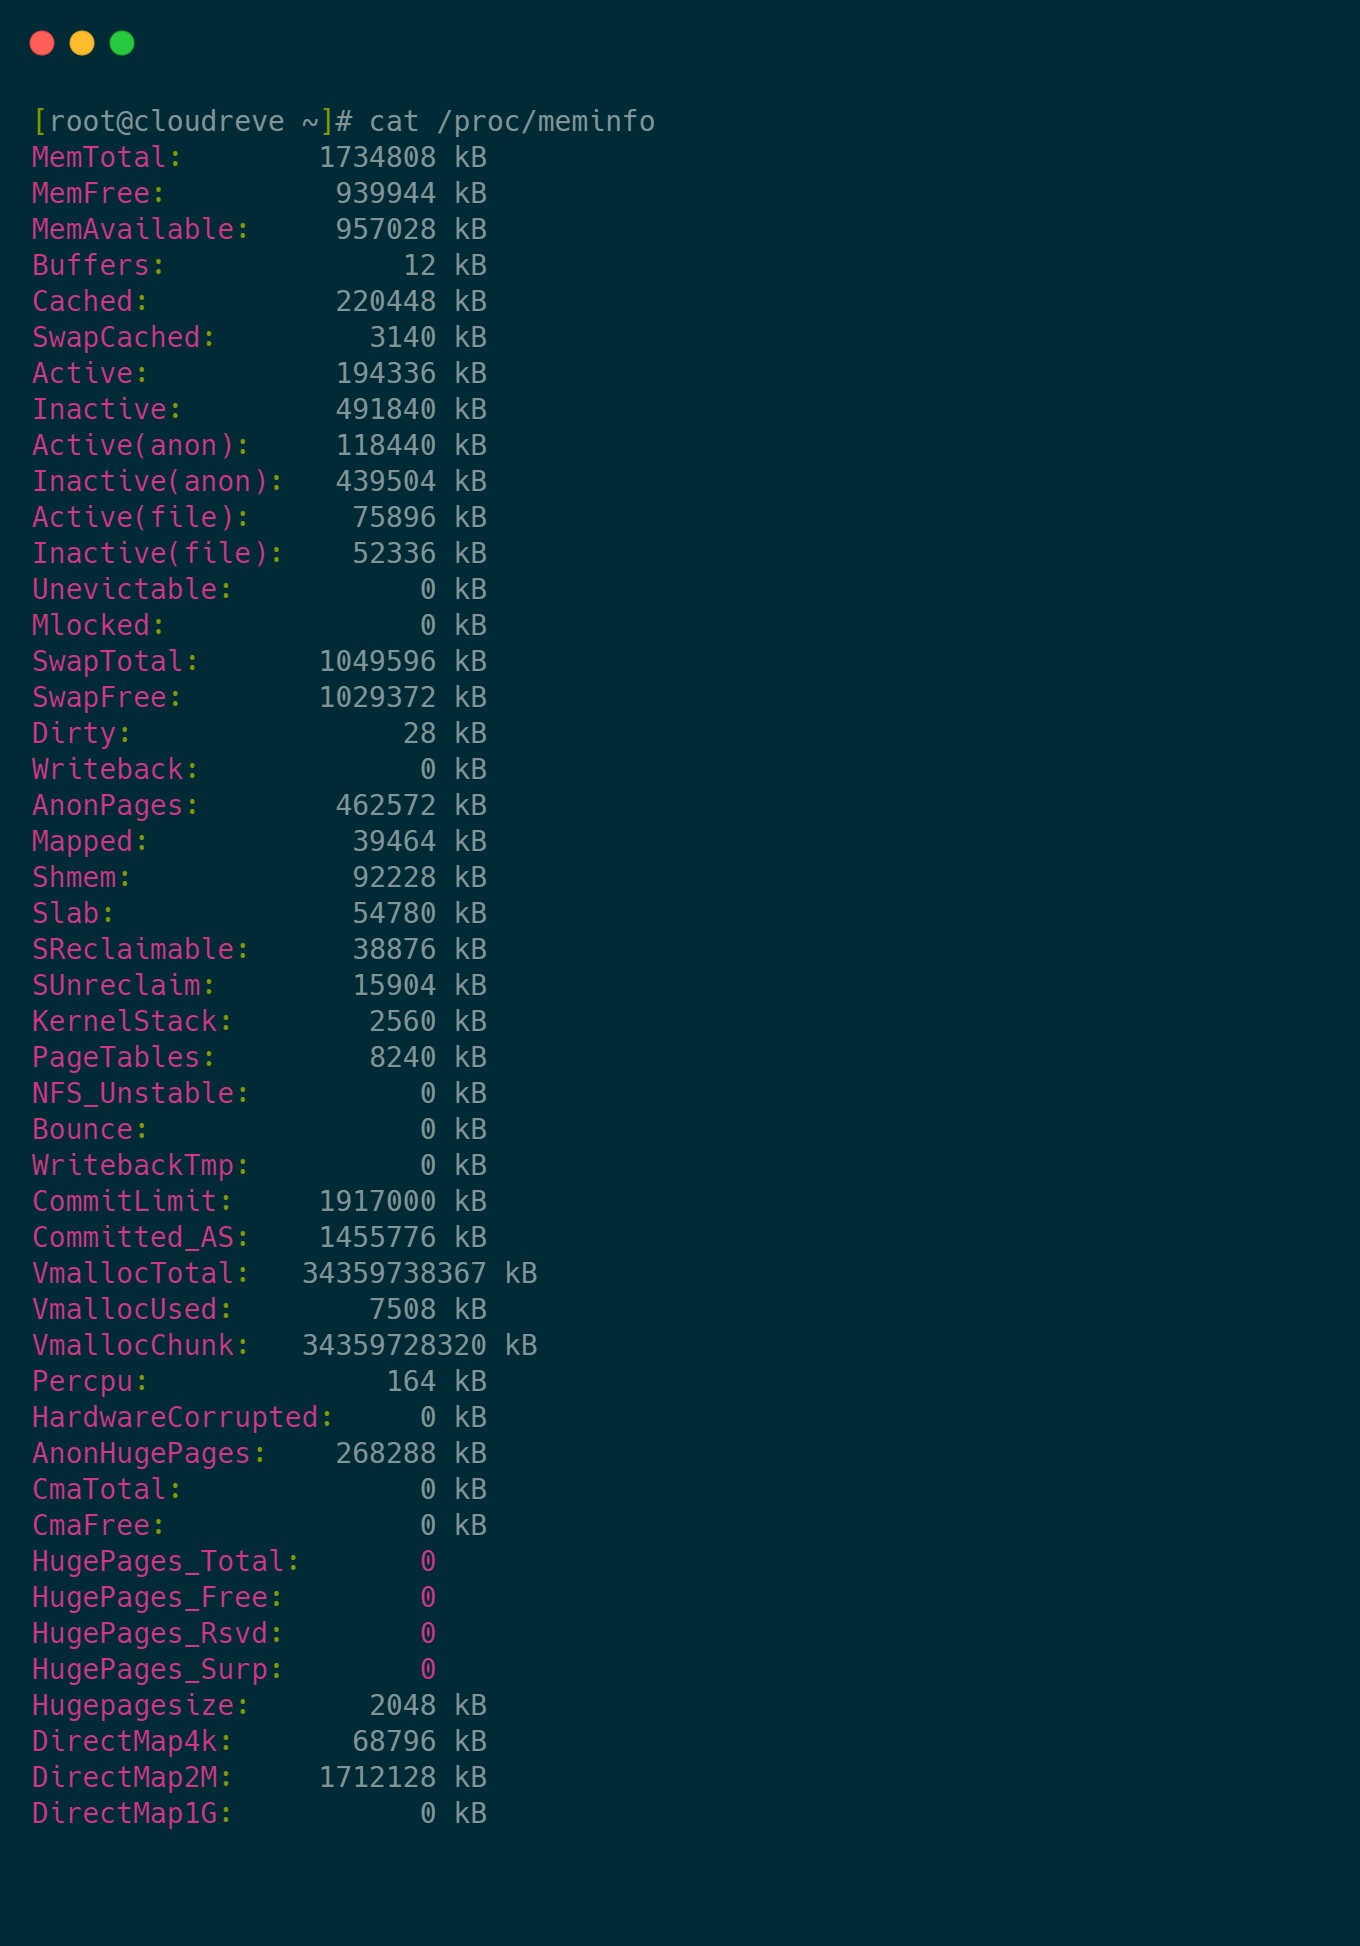 [root@cloudreve ~]# cat /proc/meminfo
MemTotal:        1734808 kB
MemFree:          939944 kB
MemAvailable:     957028 kB
Buffers:              12 kB
Cached:           220448 kB
SwapCached:         3140 kB
Active:           194336 kB
Inactive:         491840 kB
Active(anon):     118440 kB
Inactive(anon):   439504 kB
Active(file):      75896 kB
Inactive(file):    52336 kB
Unevictable:           0 kB
Mlocked:               0 kB
SwapTotal:       1049596 kB
SwapFree:        1029372 kB
Dirty:                28 kB
Writeback:             0 kB
AnonPages:        462572 kB
Mapped:            39464 kB
Shmem:             92228 kB
Slab:              54780 kB
SReclaimable:      38876 kB
SUnreclaim:        15904 kB
KernelStack:        2560 kB
PageTables:         8240 kB
NFS_Unstable:          0 kB
Bounce:                0 kB
WritebackTmp:          0 kB
CommitLimit:     1917000 kB
Committed_AS:    1455776 kB
VmallocTotal:   34359738367 kB
VmallocUsed:        7508 kB
VmallocChunk:   34359728320 kB
Percpu:              164 kB
HardwareCorrupted:     0 kB
AnonHugePages:    268288 kB
CmaTotal:              0 kB
CmaFree:               0 kB
HugePages_Total:       0
HugePages_Free:        0
HugePages_Rsvd:        0
HugePages_Surp:        0
Hugepagesize:       2048 kB
DirectMap4k:       68796 kB
DirectMap2M:     1712128 kB
DirectMap1G:           0 kB